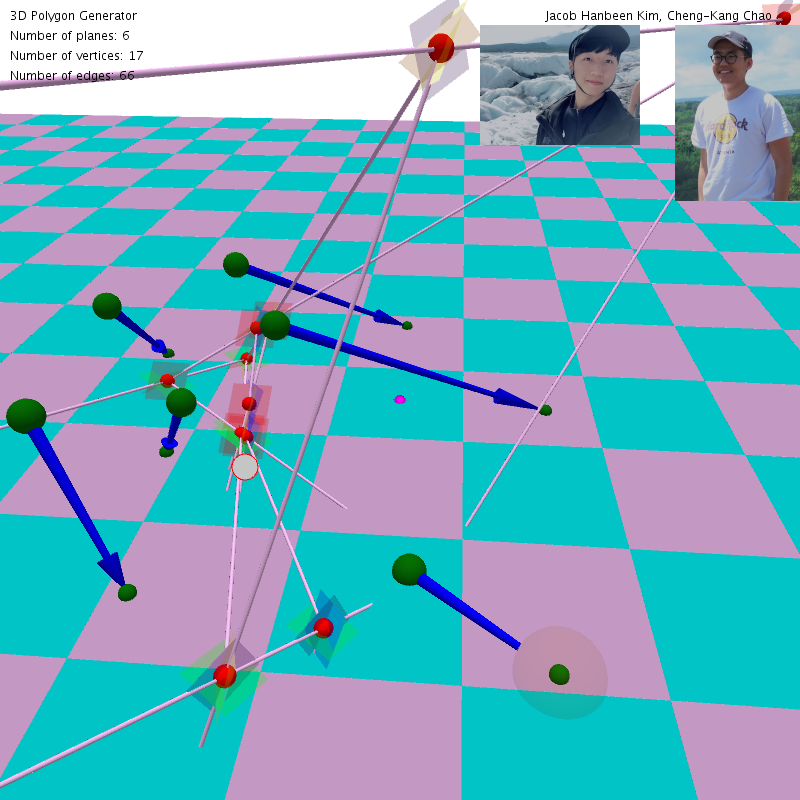 3D Polygon Generator
Jacob Hanbeen Kim, Cheng-Kang Chao
Number of planes: 6
Number of vertices: 17
Number of edges: 66